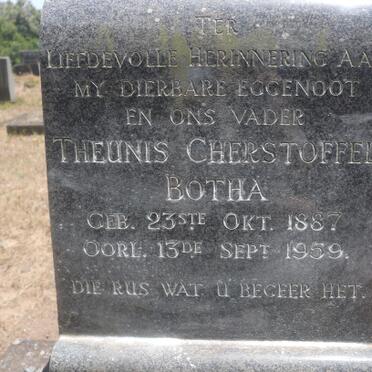 TER
LIEFDEVOLLE HERINNERING AA
MY DIERBARE EGGENOOT
EN ONS VADER
THEUNIS CHERSTOFFEL
BOTHA
GEB. 23STE OKT. 1887
OORL. 13DE SEPT 1959.
DIE RUS WAT U BEGEER HET.